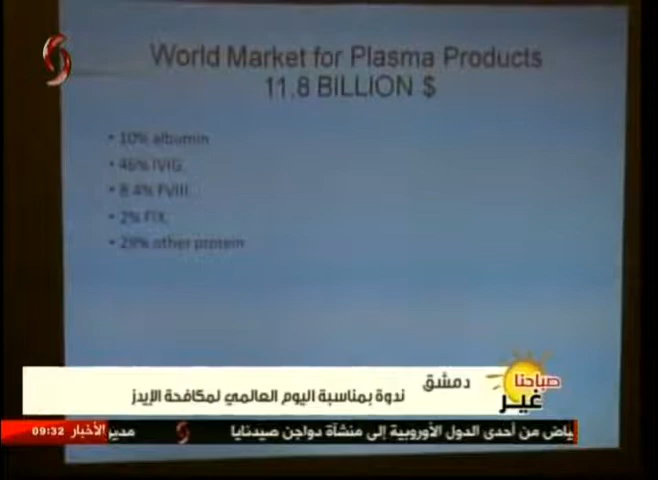 World Market for Plasma Products
11.8 BILLION $
• 10% albumin
• 46% IVIG
• 8.4% FVIII
• 2% FIX
• 29% other protein
صباحنا
غير
دمشق
ندوة بمناسبة اليوم العالمي لمكافحة الإيدز
09:32 الأخبار
مدير
من أحدى الدول الأوروبية إلى منشآة دواجن صيدنايا